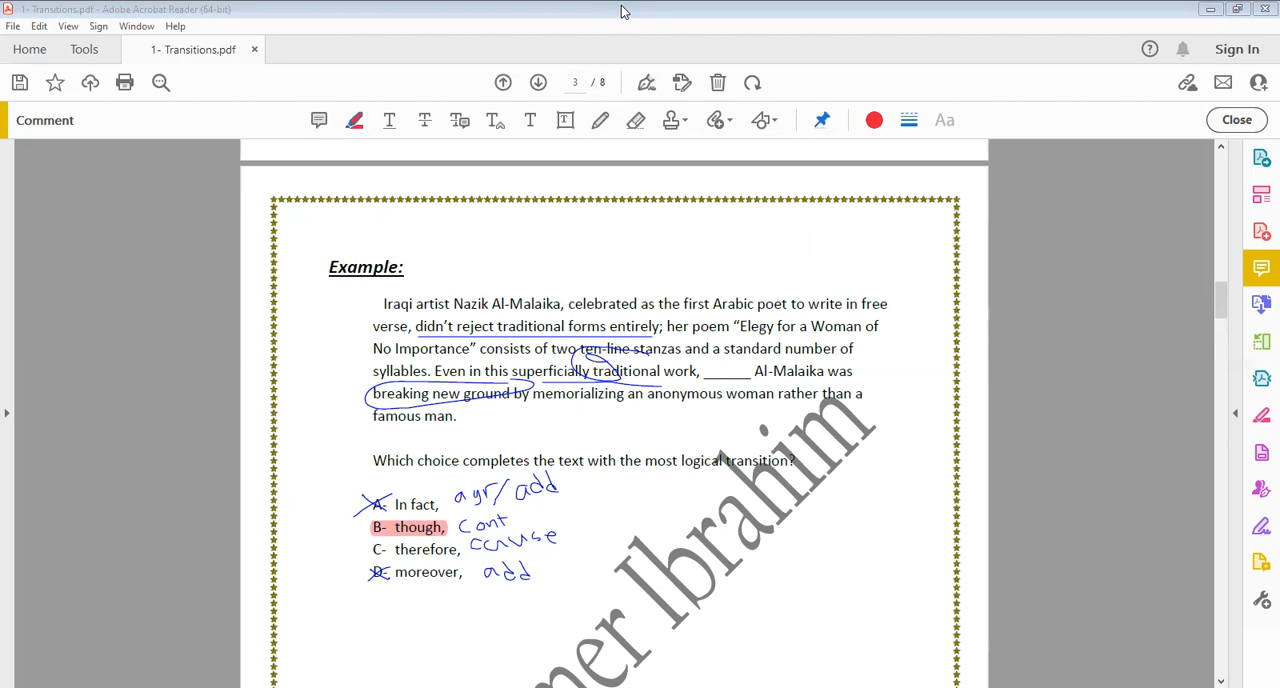 1- Transitions.pdf - Adobe Acrobat Reader (64-bit)
File Edit View Sign Window Help
Home Tools 1- Transitions.pdf × Sign In
3 / 8
Comment Aa Close
Example:
Iraqi artist Nazik Al-Malaika, celebrated as the first Arabic poet to write in free
verse, didn't reject traditional forms entirely; her poem “Elegy for a Woman of
No Importance” consists of two ten-line stanzas and a standard number of
syllables. Even in this superficially traditional work, ______ Al-Malaika was
breaking new ground by memorializing an anonymous woman rather than a
famous man.
Which choice completes the text with the most logical transition?
A- In fact, agr/add
B- though, cont
C- therefore, cause
D- moreover, add
mer Ibrahim